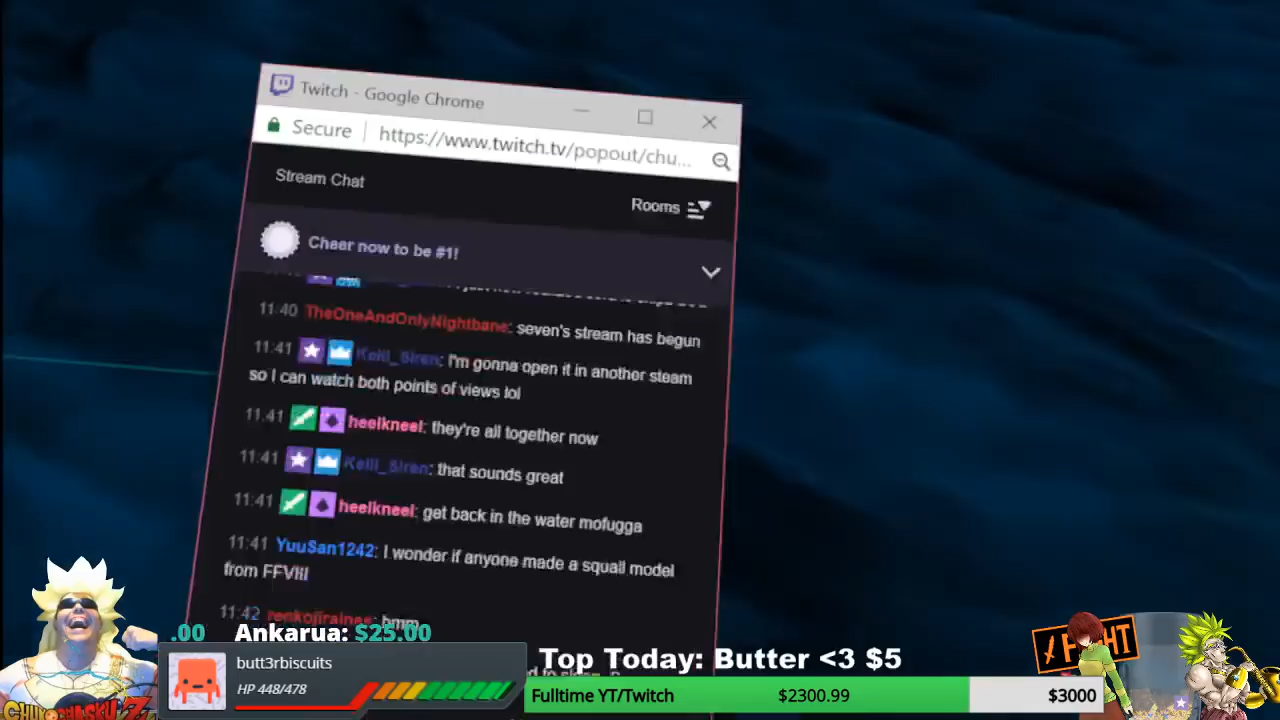 Twitch - Google Chrome
Secure https://www.twitch.tv/popout/chu...
Stream Chat
Rooms
Cheer now to be #1!
11:40 TheOneAndOnlyNightbane: seven's stream has begun
11:41 Kelli_Siren: I'm gonna open it in another steam
so I can watch both points of views lol
11:41 heelkneel: they're all together now
11:41 Kelli_Siren: that sounds great
11:41 heelkneel: get back in the water mofugga
11:41 YuuSan1242: I wonder if anyone made a squall model
from FFVIII
11:42 hmm
.00 Ankarua: $25.00
butt3rbiscuits
HP 448/478
Top Today: Butter <3 $5
Fulltime YT/Twitch $2300.99 $3000